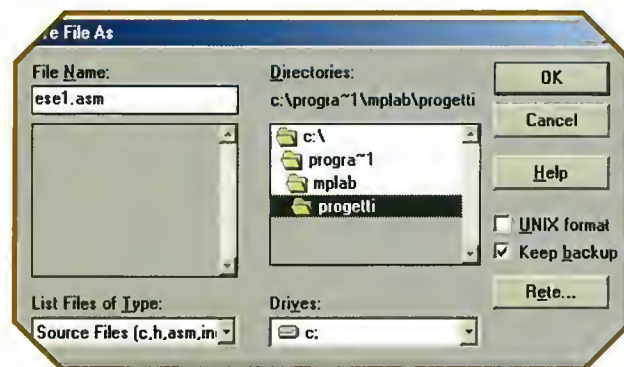 e File As
File Name:
ese1.asm
List Files of Type:
Source Files (c,h,asm,in
Directories:
c:\progra~1\mplab\progetti
c:\
progra~1
mplab
progetti
Drives:
c:
OK
Cancel
Help
UNIX format
Keep backup
Rete...